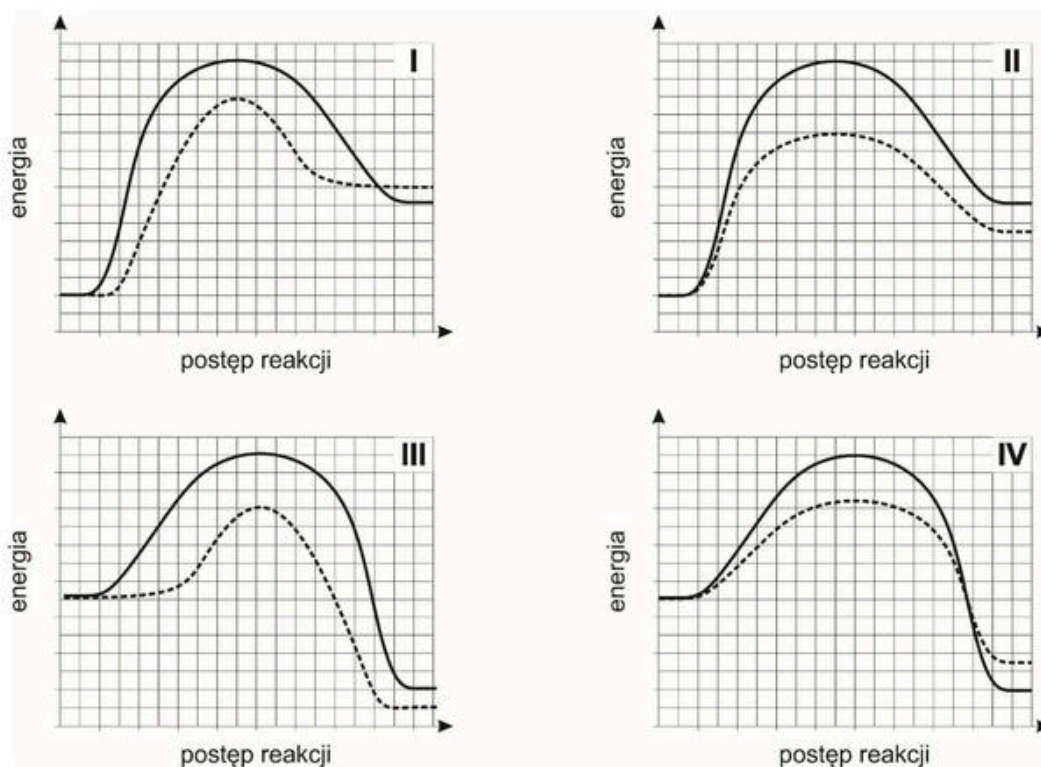 I
energia
postęp reakcji
II
energia
postęp reakcji
III
energia
postęp reakcji
IV
energia
postęp reakcji